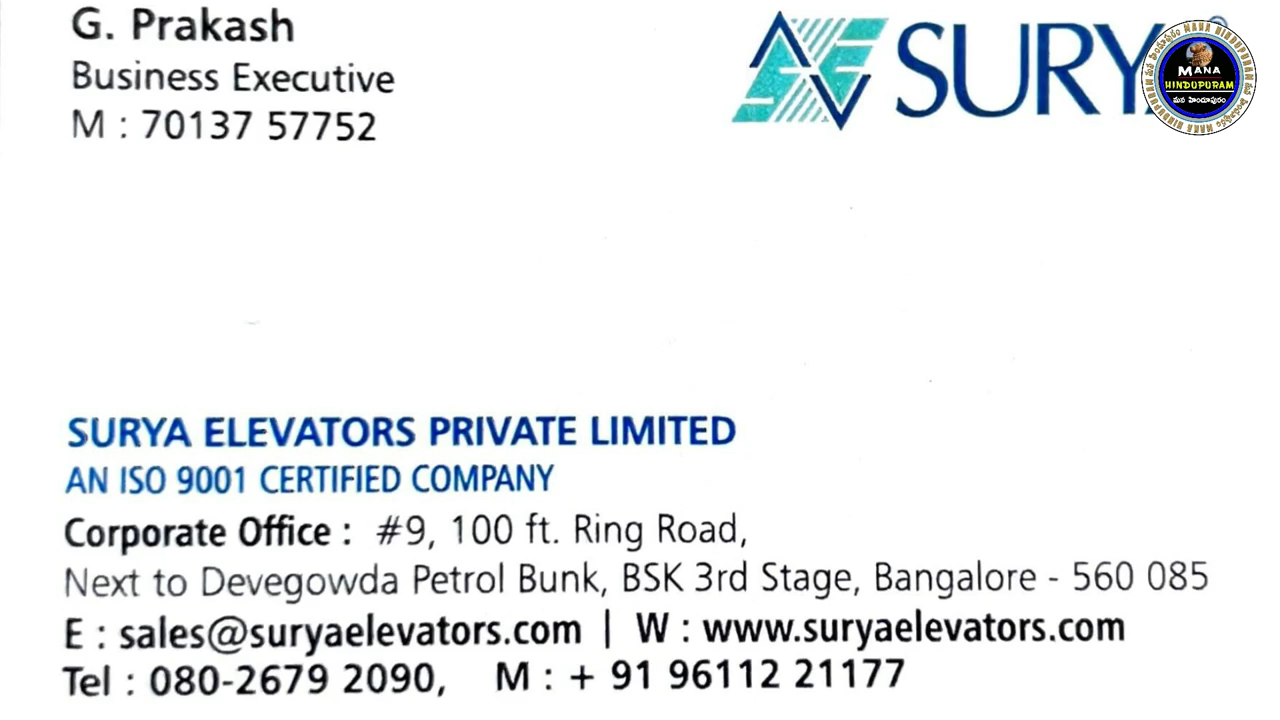 G. Prakash
Business Executive
M : 70137 57752
SURY
MANA
HINDUPURAM
మన హిందూపురం
SURYA ELEVATORS PRIVATE LIMITED
AN ISO 9001 CERTIFIED COMPANY
Corporate Office : #9, 100 ft. Ring Road,
Next to Devegowda Petrol Bunk, BSK 3rd Stage, Bangalore - 560 085
E : sales@suryaelevators.com | W : www.suryaelevators.com
Tel : 080-2679 2090, M : + 91 96112 21177